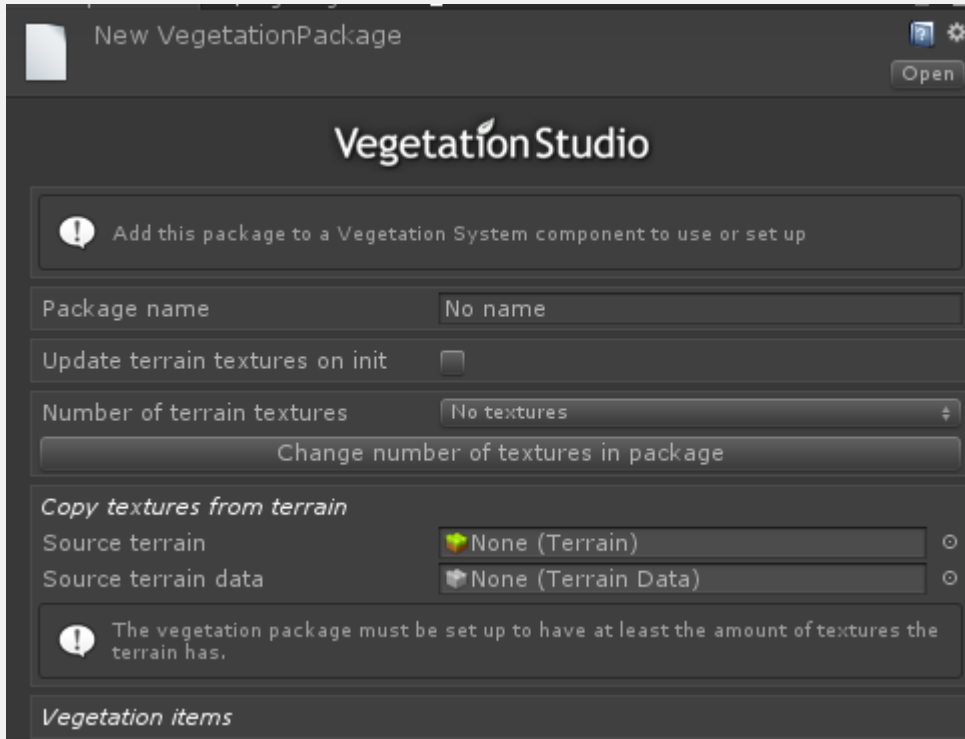 New VegetationPackage
Open
Vegetation Studio
Add this package to a Vegetation System component to use or set up
Package name
No name
Update terrain textures on init
Number of terrain textures
No textures
Change number of textures in package
Copy textures from terrain
Source terrain
None (Terrain)
Source terrain data
None (Terrain Data)
The vegetation package must be set up to have at least the amount of textures the
terrain has.
Vegetation items